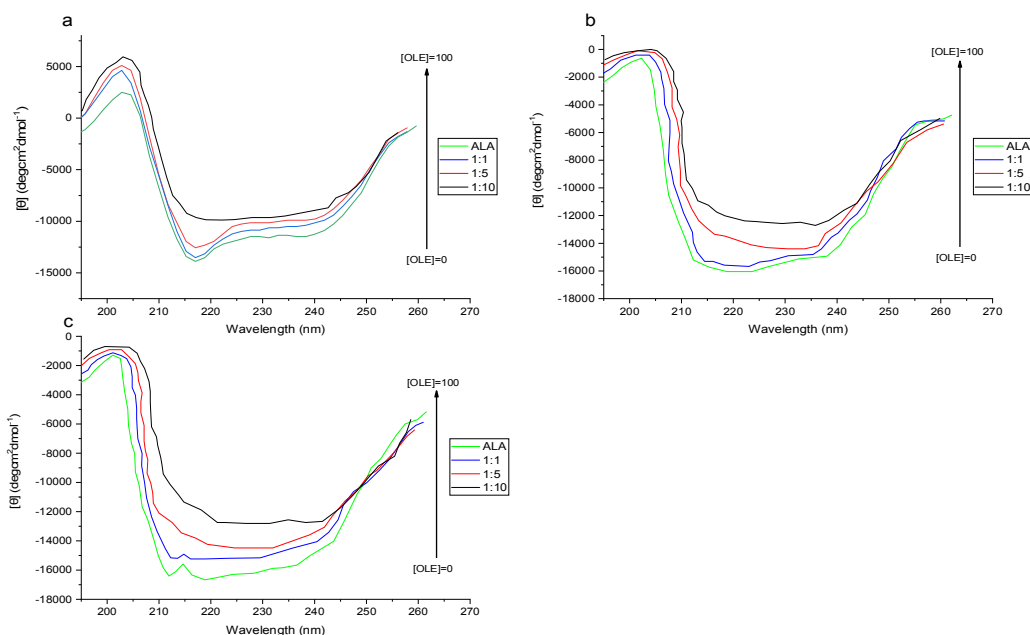 a
5000
0
-5000
-10000
-15000
[θ] (degcm²dmol⁻¹)
200 210 220 230 240 250 260 270
Wavelength (nm)
[OLE]=100
ALA
1:1
1:5
1:10
[OLE]=0
b
0
-2000
-4000
-6000
-8000
-10000
-12000
-14000
-16000
-18000
[θ] (degcm²dmol⁻¹)
200 210 220 230 240 250 260 270
Wavelength (nm)
[OLE]=100
ALA
1:1
1:5
1:10
[OLE]=0
c
0
-2000
-4000
-6000
-8000
-10000
-12000
-14000
-16000
-18000
[θ] (degcm²dmol⁻¹)
200 210 220 230 240 250 260 270
Wavelength (nm)
[OLE]=100
ALA
1:1
1:5
1:10
[OLE]=0